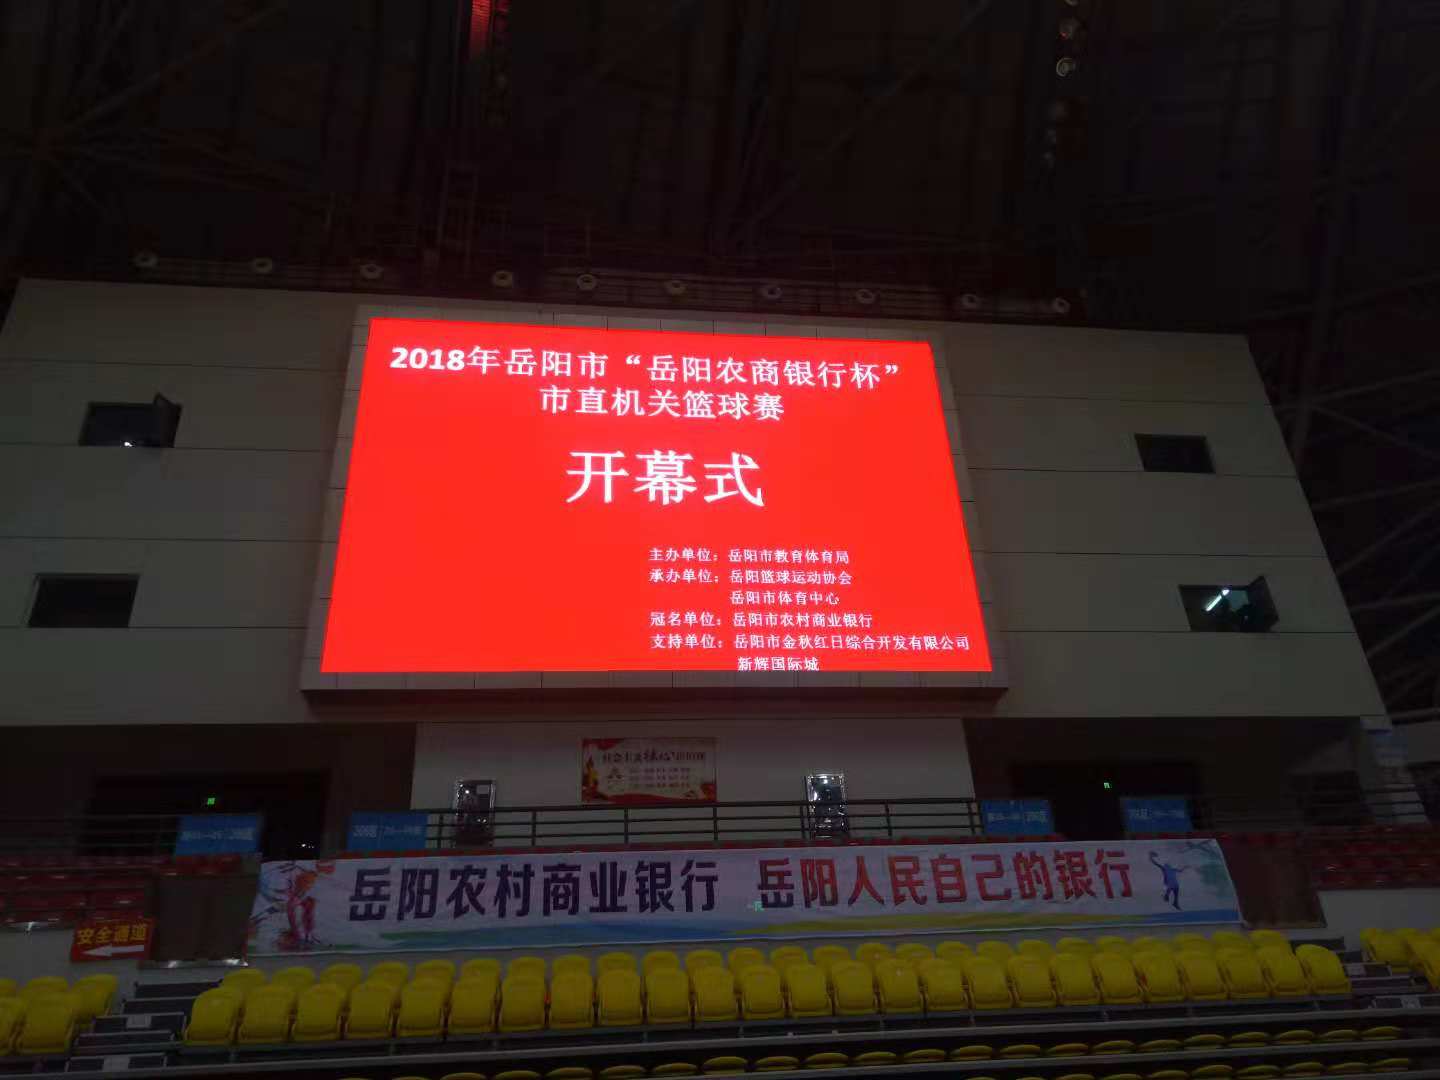 2018年岳阳市“岳阳农商银行杯”
市直机关篮球赛
开幕式
主办单位：岳阳市教育体育局
承办单位：岳阳篮球运动协会
岳阳市体育中心
冠名单位：岳阳市农村商业银行
支持单位：岳阳市金秋红日综合开发有限公司
新辉国际城
岳阳农村商业银行 岳阳人民自己的银行
安全通道